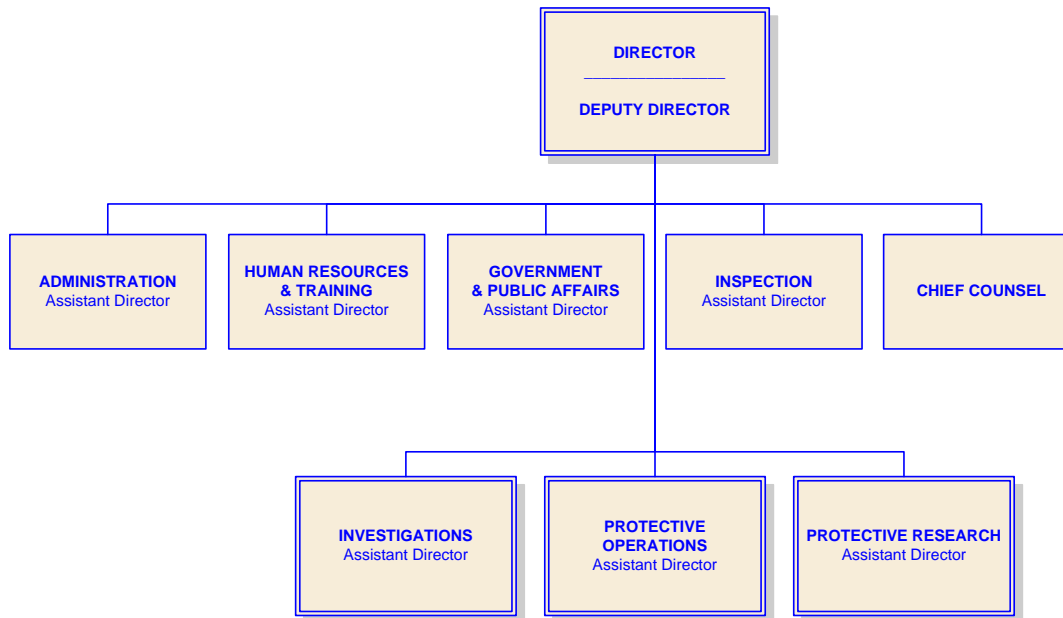 DIRECTOR
DEPUTY DIRECTOR
ADMINISTRATION
Assistant Director
HUMAN RESOURCES
& TRAINING
Assistant Director
GOVERNMENT
& PUBLIC AFFAIRS
Assistant Director
INSPECTION
Assistant Director
CHIEF COUNSEL
INVESTIGATIONS
Assistant Director
PROTECTIVE
OPERATIONS
Assistant Director
PROTECTIVE RESEARCH
Assistant Director